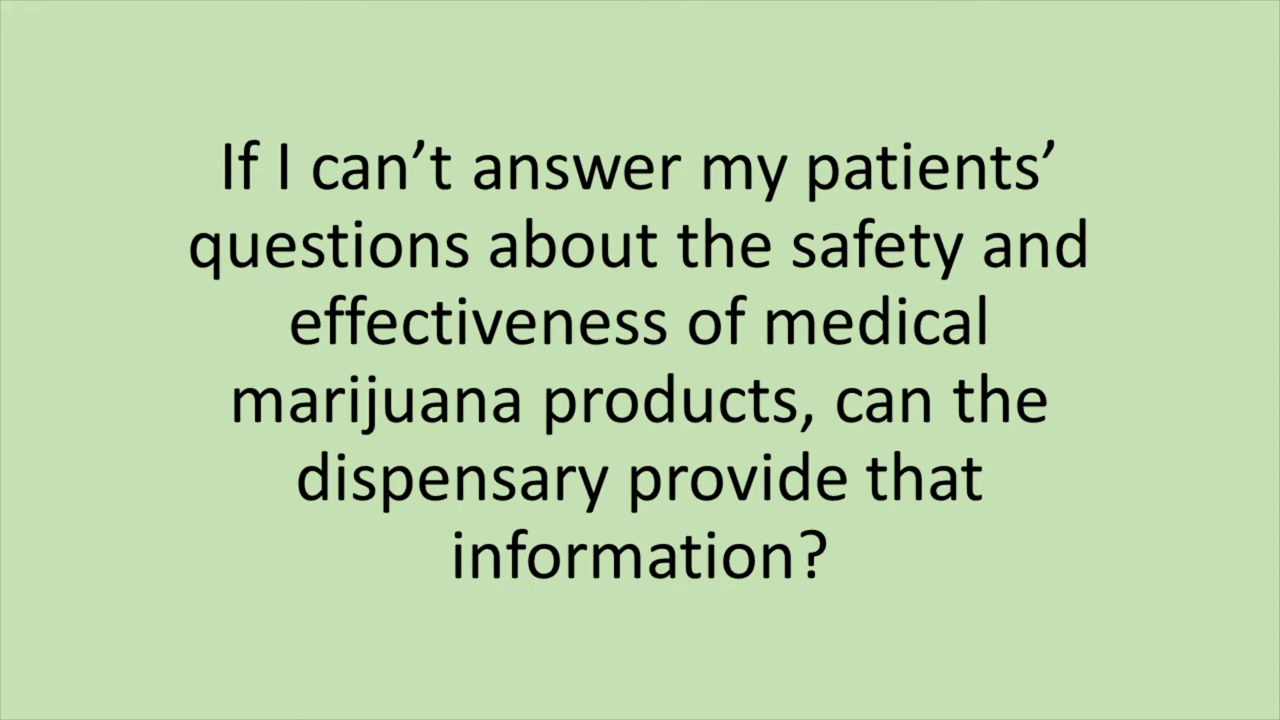 If I can’t answer my patients’
questions about the safety and
effectiveness of medical
marijuana products, can the
dispensary provide that
information?